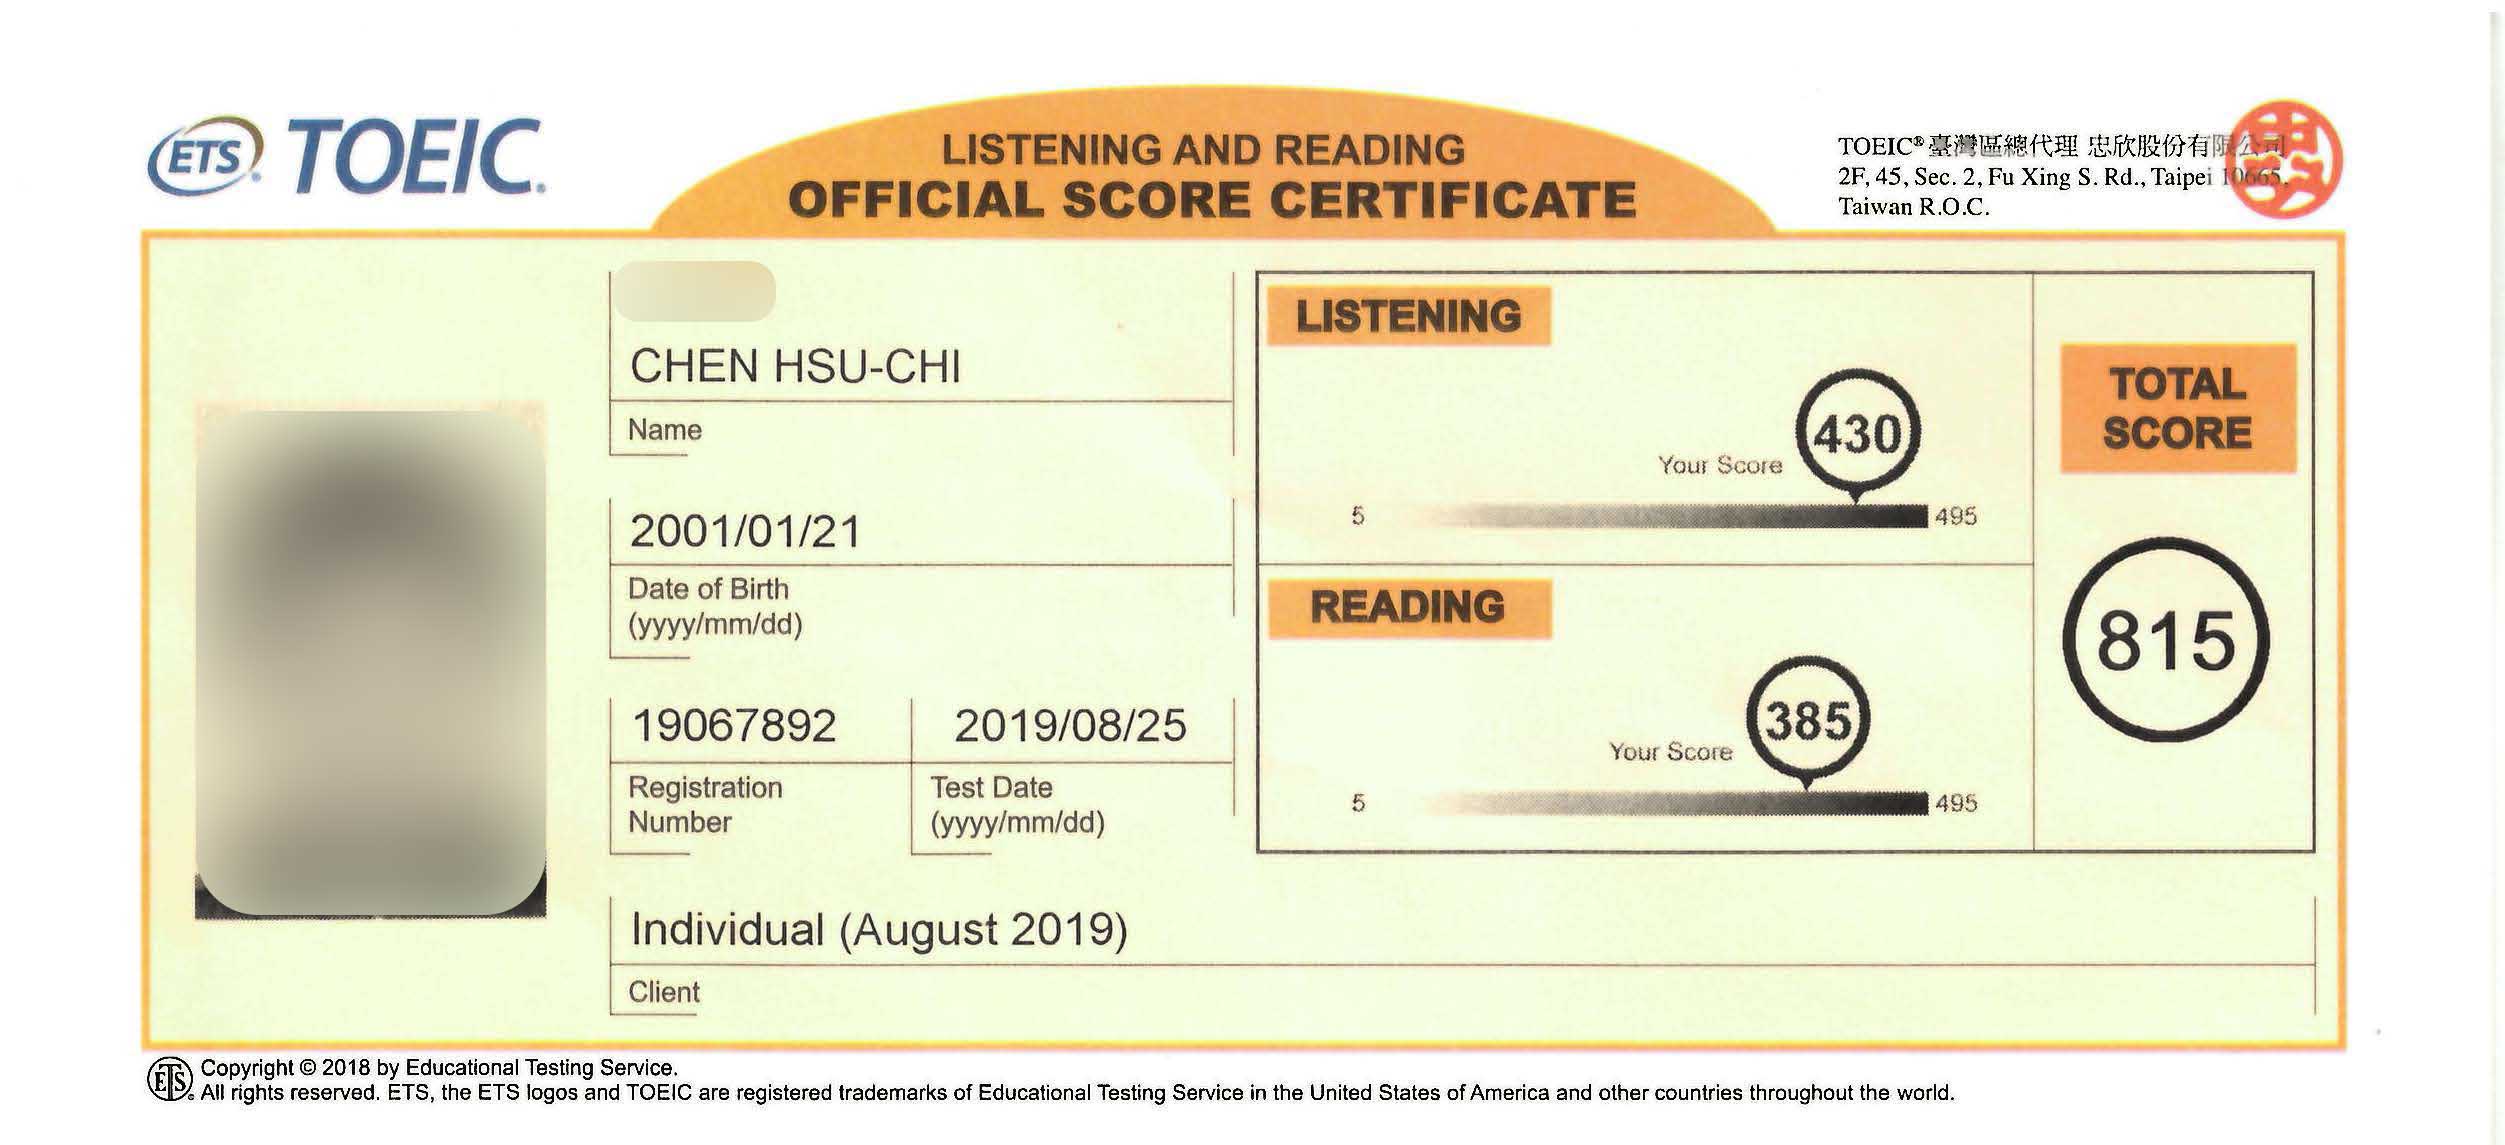 ETS® TOEIC®
LISTENING AND READING
OFFICIAL SCORE CERTIFICATE
TOEIC® 臺灣區總代理 忠欣股份有限公司
2F, 45, Sec. 2, Fu Xing S. Rd., Taipei 10665,
Taiwan R.O.C.
CHEN HSU-CHI
Name
2001/01/21
Date of Birth
(yyyy/mm/dd)
19067892
Registration
Number
2019/08/25
Test Date
(yyyy/mm/dd)
Individual (August 2019)
Client
LISTENING
430
Your Score
5
495
READING
385
Your Score
5
495
TOTAL
SCORE
815
ETS® Copyright © 2018 by Educational Testing Service.
All rights reserved. ETS, the ETS logos and TOEIC are registered trademarks of Educational Testing Service in the United States of America and other countries throughout the world.